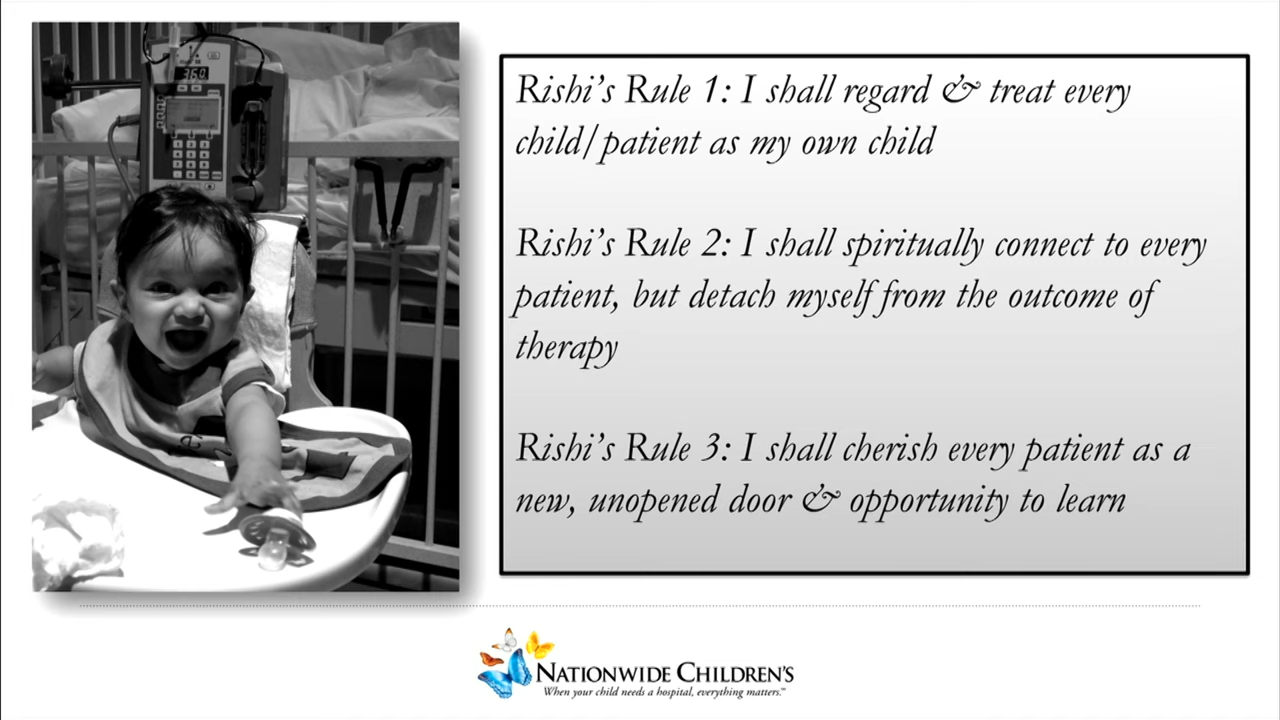 360
Rishi's Rule 1: I shall regard & treat every
child/patient as my own child
Rishi's Rule 2: I shall spiritually connect to every
patient, but detach myself from the outcome of
therapy
Rishi's Rule 3: I shall cherish every patient as a
new, unopened door & opportunity to learn
NATIONWIDE CHILDREN'S
When your child needs a hospital, everything matters.℠